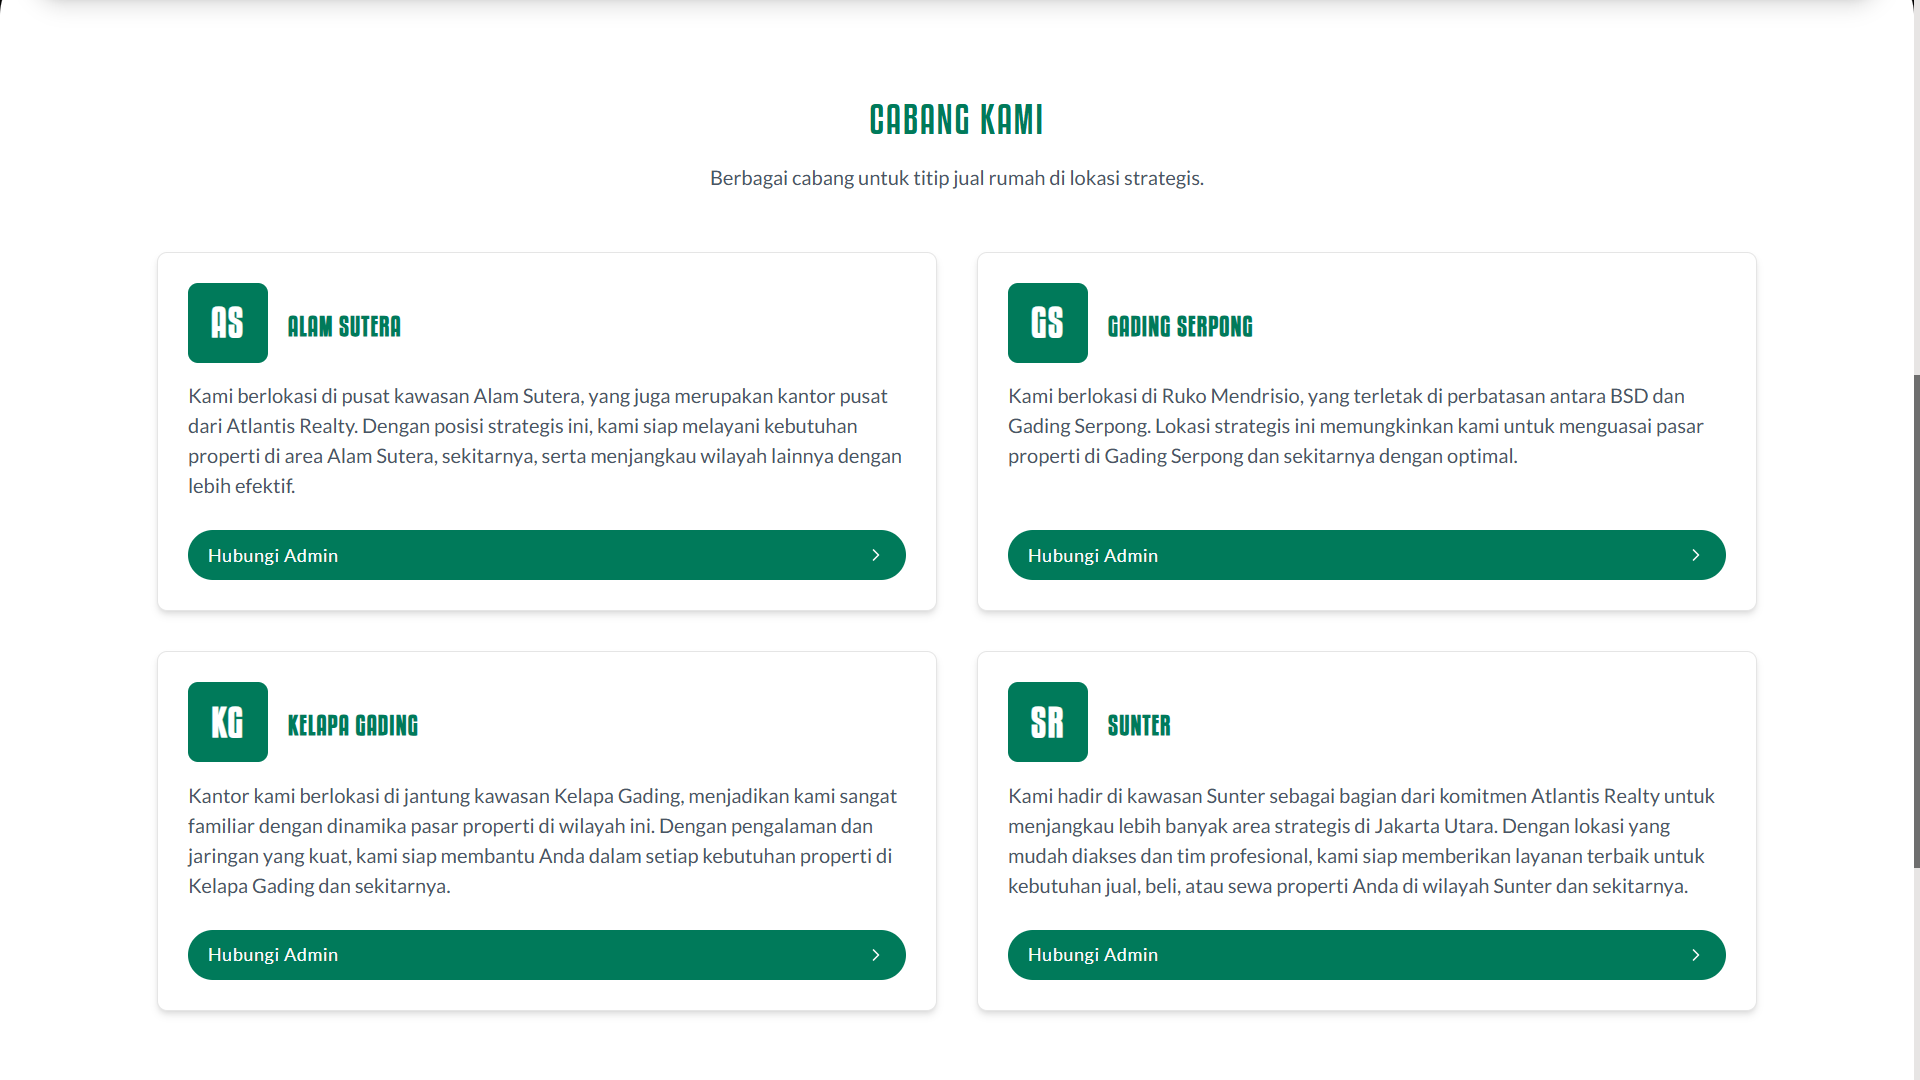 CABANG KAMI
Berbagai cabang untuk titip jual rumah di lokasi strategis.
AS
ALAM SUTERA
Kami berlokasi di pusat kawasan Alam Sutera, yang juga merupakan kantor pusat
dari Atlantis Realty. Dengan posisi strategis ini, kami siap melayani kebutuhan
properti di area Alam Sutera, sekitarnya, serta menjangkau wilayah lainnya dengan
lebih efektif.
Hubungi Admin
GS
GADING SERPONG
Kami berlokasi di Ruko Mendrisio, yang terletak di perbatasan antara BSD dan
Gading Serpong. Lokasi strategis ini memungkinkan kami untuk menguasai pasar
properti di Gading Serpong dan sekitarnya dengan optimal.
Hubungi Admin
KG
KELAPA GADING
Kantor kami berlokasi di jantung kawasan Kelapa Gading, menjadikan kami sangat
familiar dengan dinamika pasar properti di wilayah ini. Dengan pengalaman dan
jaringan yang kuat, kami siap membantu Anda dalam setiap kebutuhan properti di
Kelapa Gading dan sekitarnya.
Hubungi Admin
SR
SUNTER
Kami hadir di kawasan Sunter sebagai bagian dari komitmen Atlantis Realty untuk
menjangkau lebih banyak area strategis di Jakarta Utara. Dengan lokasi yang
mudah diakses dan tim profesional, kami siap memberikan layanan terbaik untuk
kebutuhan jual, beli, atau sewa properti Anda di wilayah Sunter dan sekitarnya.
Hubungi Admin